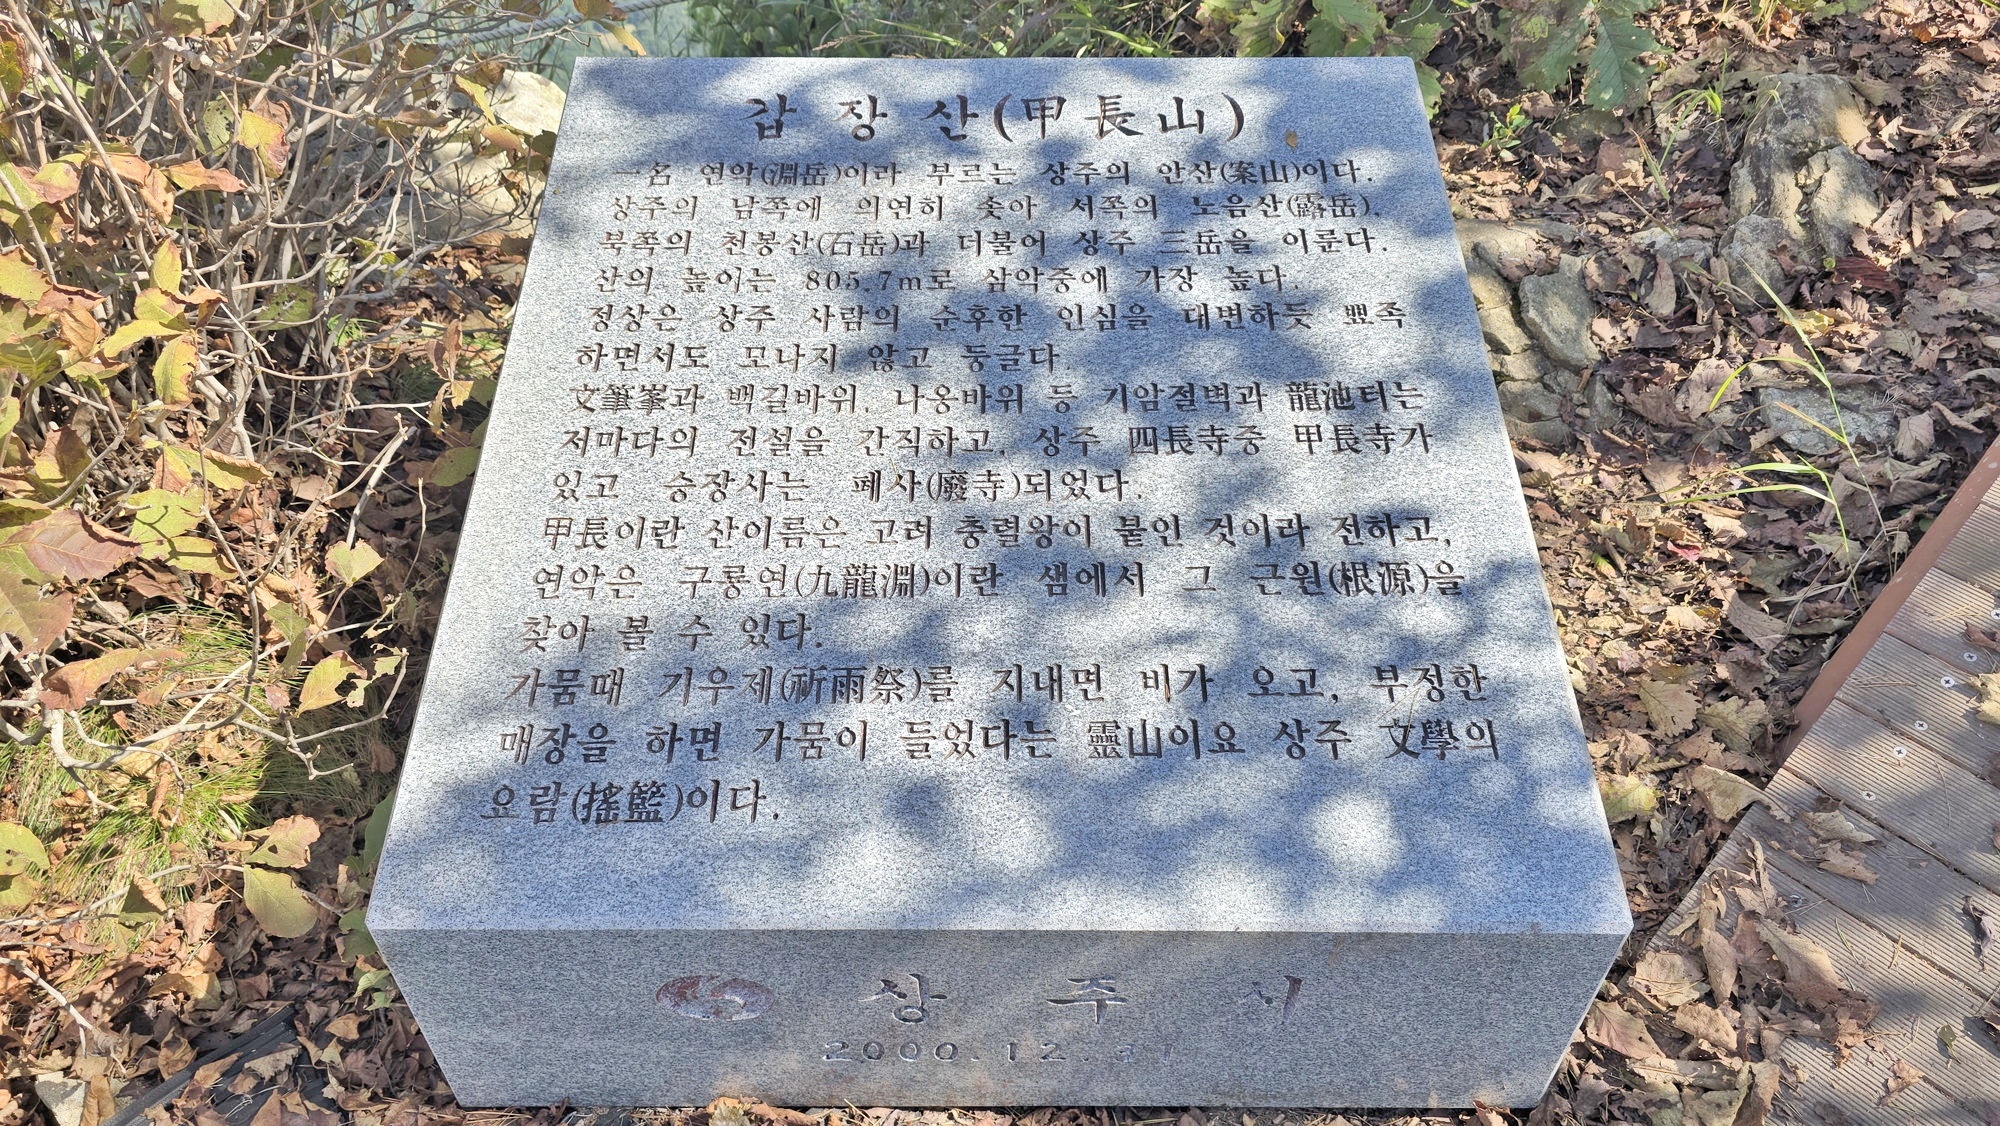 갑장산(甲長山)
一名 연악(淵岳)이라 부르는 상주의 안산(案山)이다.
상주의 남쪽에 의연히 솟아 서쪽의 노음산(露岳),
북쪽의 천봉산(石岳)과 더불어 상주 三岳을 이룬다.
산의 높이는 805.7m로 삼악중에 가장 높다.
정상은 상주 사람의 순후한 인심을 대변하듯 뾰족
하면서도 모나지 않고 둥글다.
文筆峯과 백길바위, 나옹바위 등 기암절벽과 龍池터는
저마다의 전설을 간직하고, 상주 四長寺중 甲長寺가
있고 승장사는 폐사(廢寺)되었다.
甲長이란 산이름은 고려 충렬왕이 붙인 것이라 전하고,
연악은 구룡연(九龍淵)이란 샘에서 그 근원(根源)을
찾아 볼 수 있다.
가뭄때 기우제(祈雨祭)를 지내면 비가 오고, 부정한
매장을 하면 가뭄이 들었다는 靈山이요 상주 文學의
요람(搖籃)이다.
상 주 시
2000.12.31